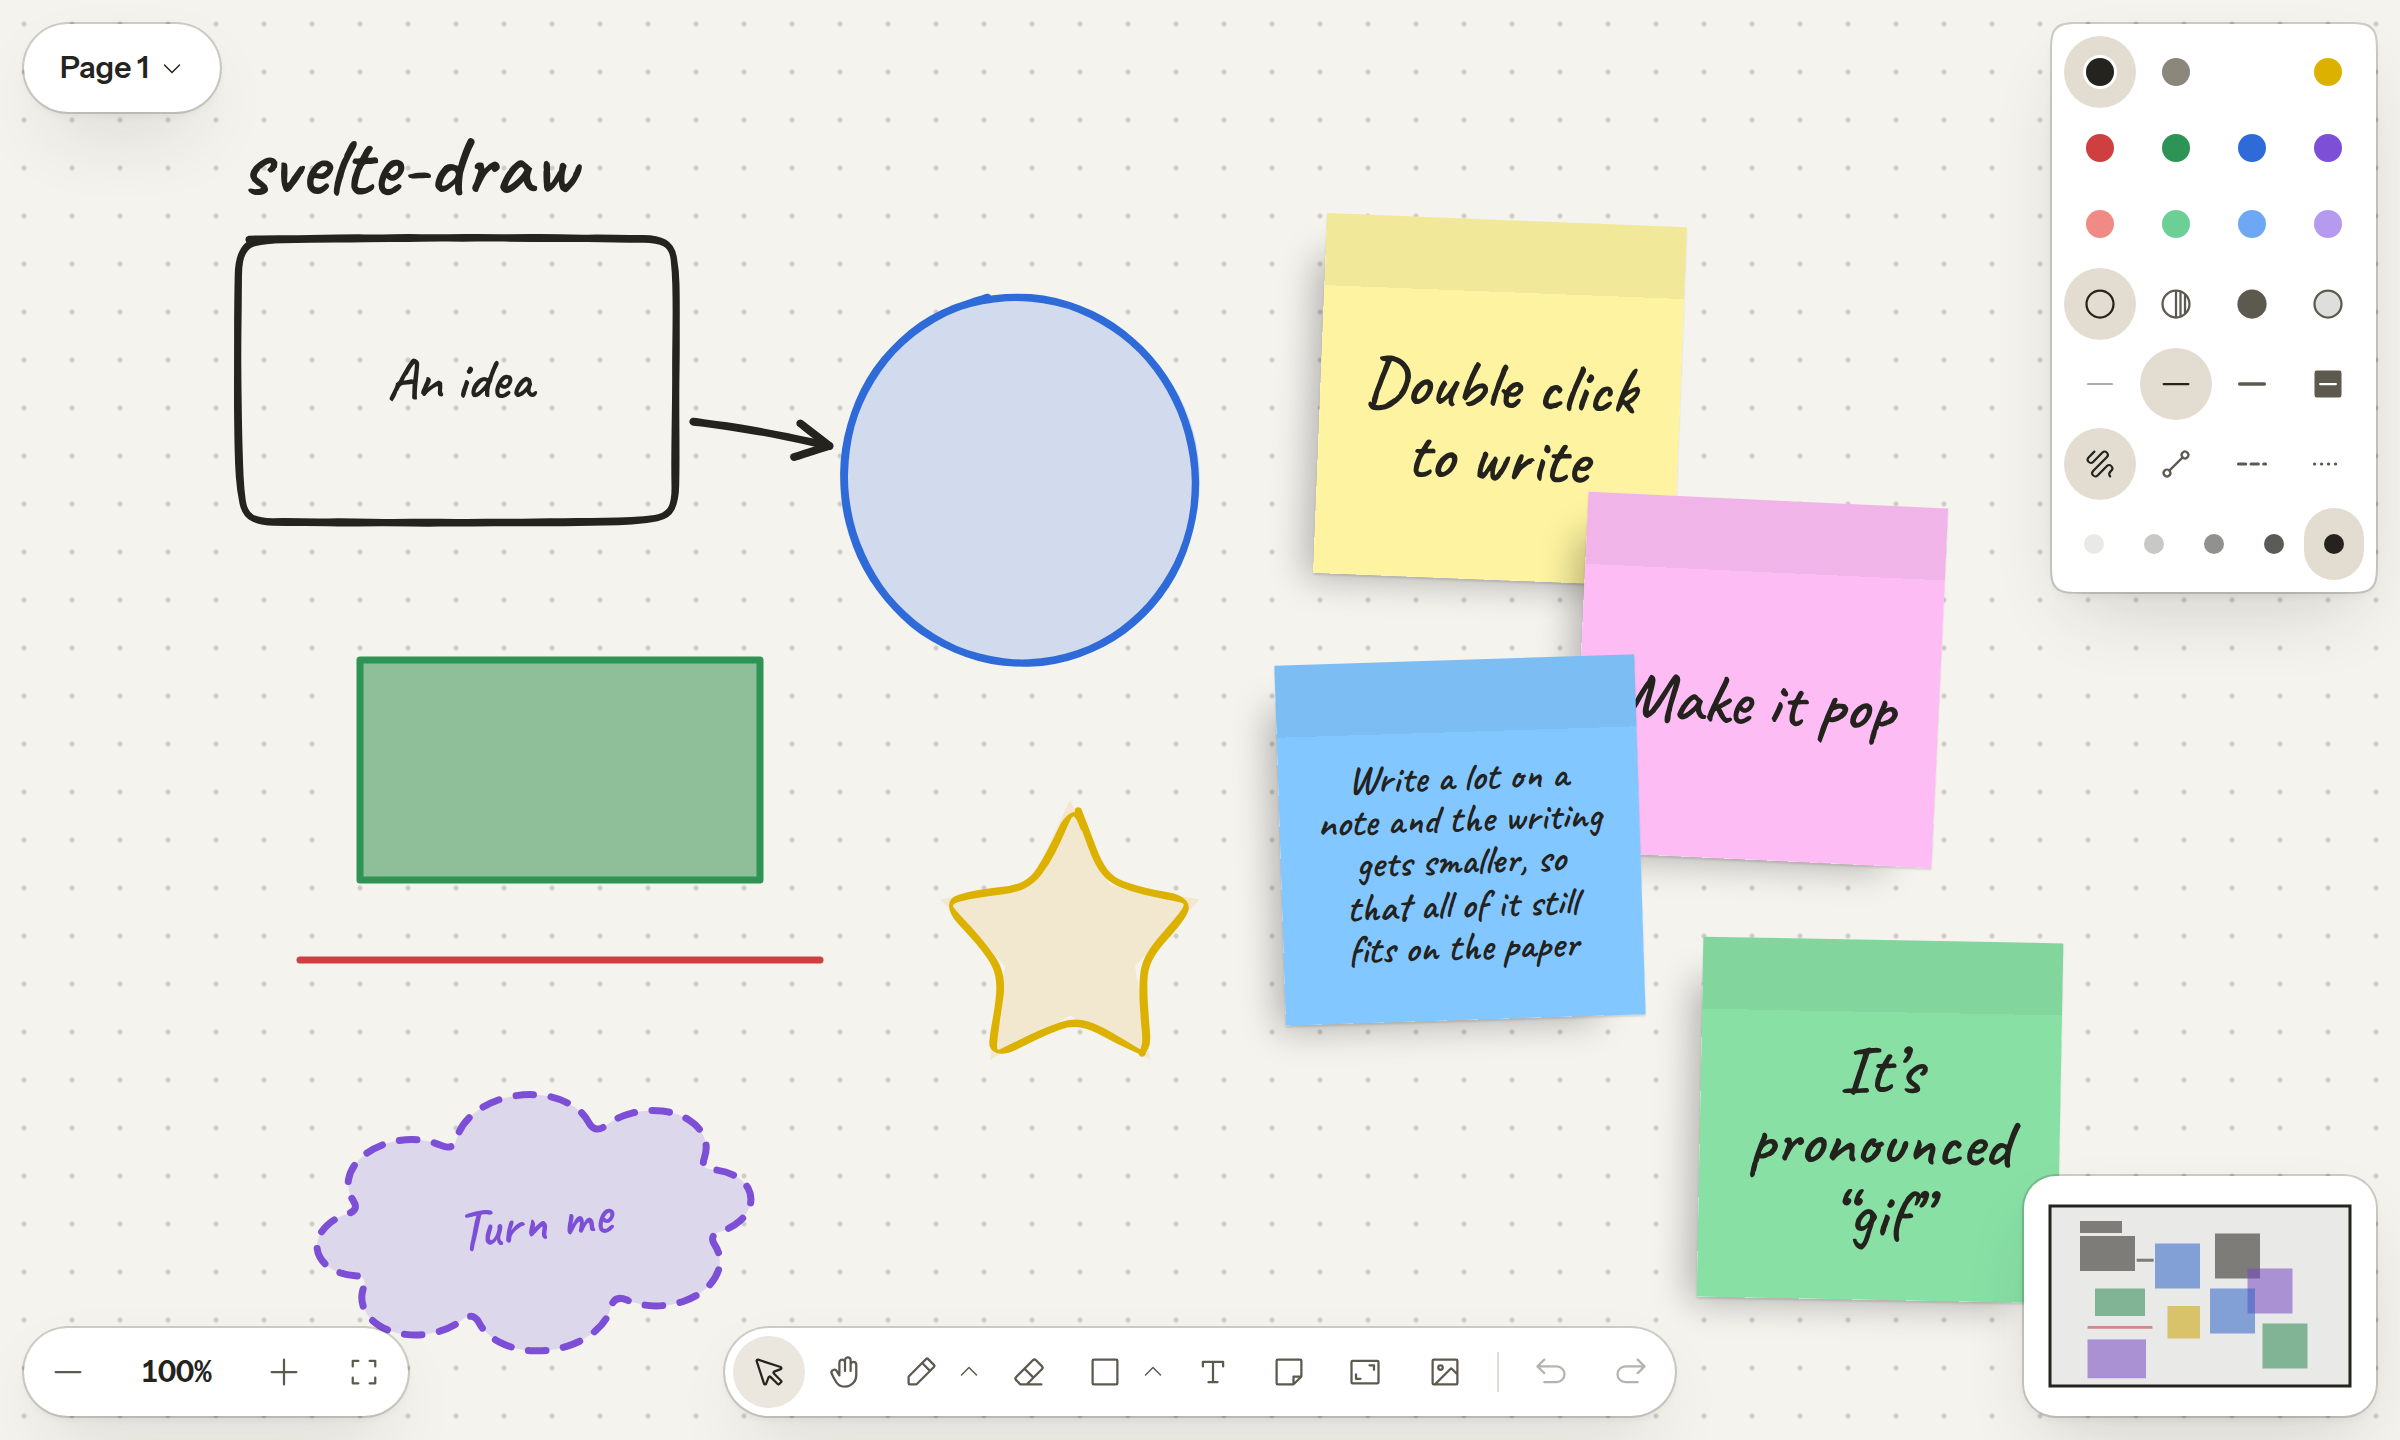 Page 1
svelte-draw
An idea
Double click
to write
Make it pop
Write a lot on a
note and the writing
gets smaller, so
that all of it still
fits on the paper
It's
pronounced
“gif”
Turn me
100%